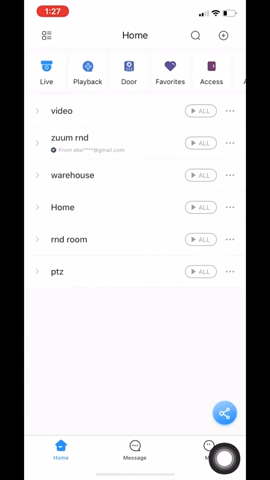 1:27
Home
Live Playback Door Favorites Access
video ALL
zuum rnd ALL
From eke****@gmail.com
warehouse ALL
Home ALL
rnd room ALL
ptz ALL
Home Message